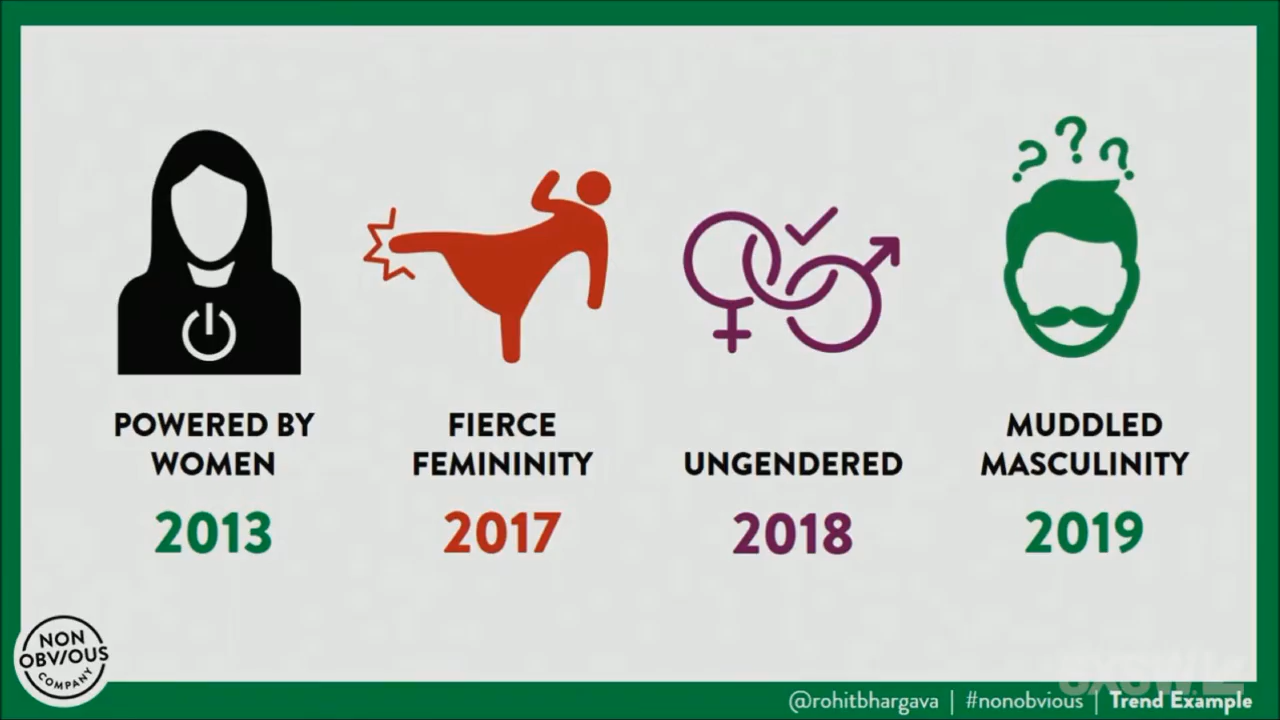 POWERED BY
WOMEN
2013
FIERCE
FEMININITY
2017
UNGENDERED
2018
? ? ?
MUDDLED
MASCULINITY
2019
NON
OBV/OUS
COMPANY
@rohitbhargava | #nonobvious | Trend Example